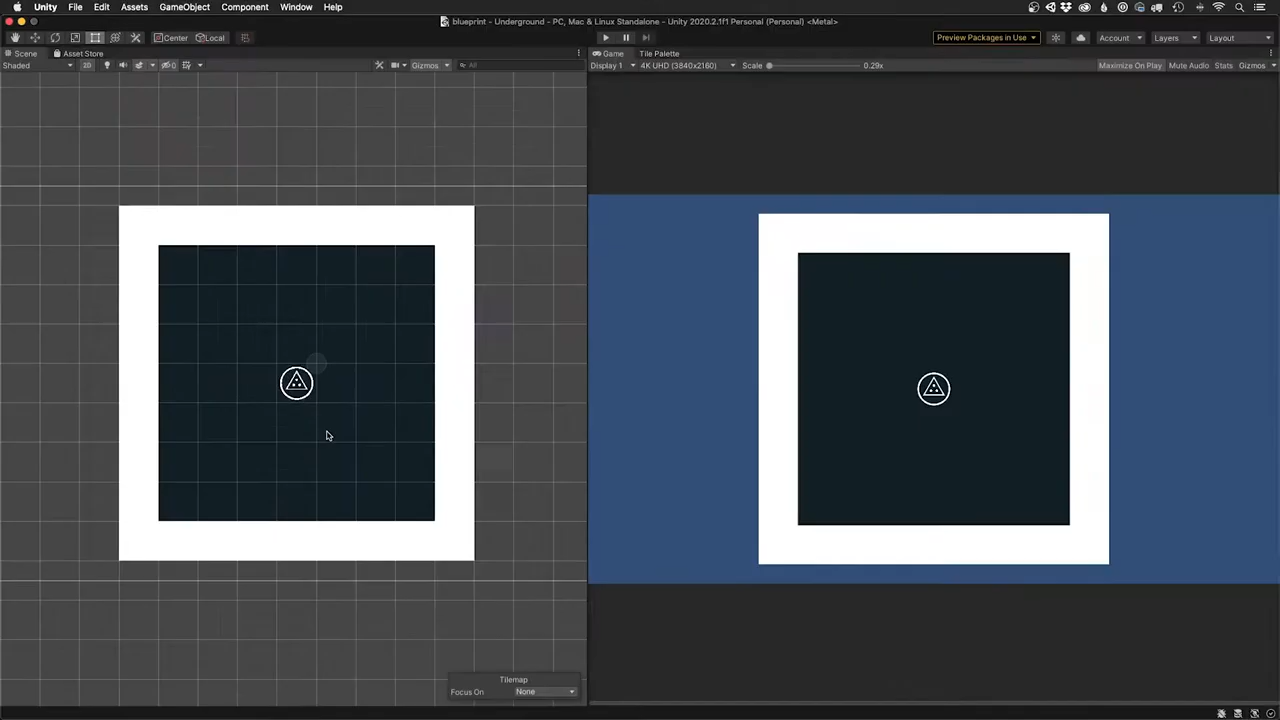 Unity File Edit Assets GameObject Component Window Help
blueprint - Underground - PC, Mac & Linux Standalone - Unity 2020.2.1f1 Personal (Personal) <Metal>
Center Local Preview Packages in Use Account Layers Layout
Scene Asset Store Game Tile Palette
Shaded 2D 0 Gizmos All Display 1 4K UHD (3840x2160) Scale 0.29x Maximize On Play Mute Audio Stats Gizmos
Tilemap
Focus On None